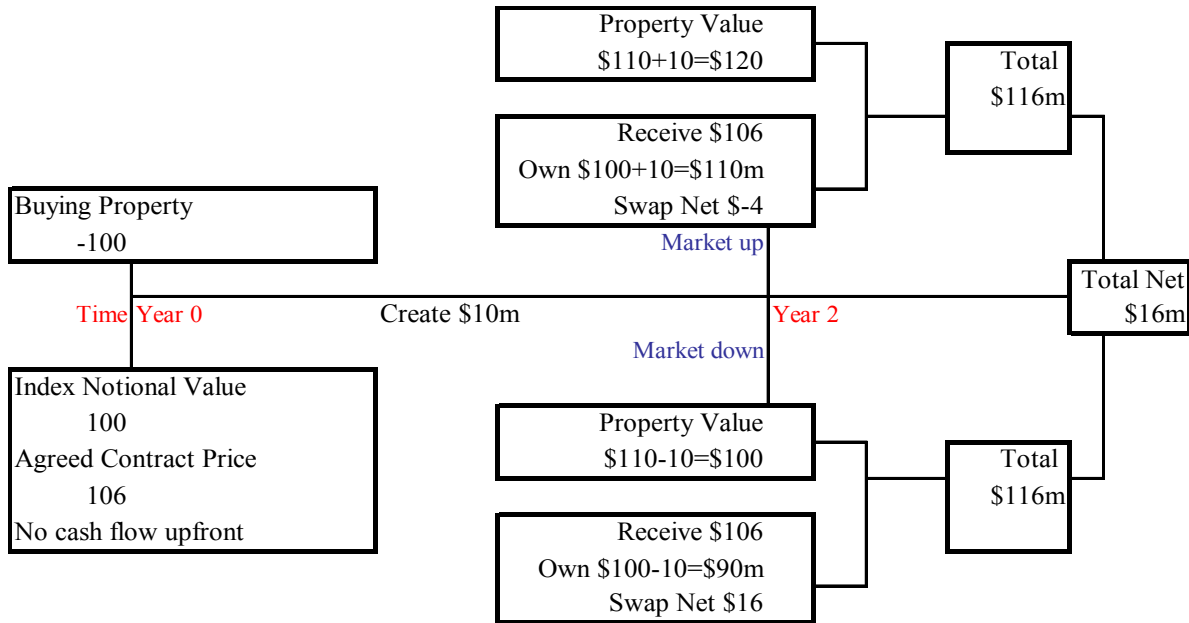 Property Value
$110+10=$120
Total
$116m
Receive $106
Own $100+10=$110m
Swap Net $-4
Buying Property
-100
Market up
Total Net
$16m
Time Year 0
Create $10m
Year 2
Market down
Index Notional Value
100
Agreed Contract Price
106
No cash flow upfront
Property Value
$110-10=$100
Total
$116m
Receive $106
Own $100-10=$90m
Swap Net $16